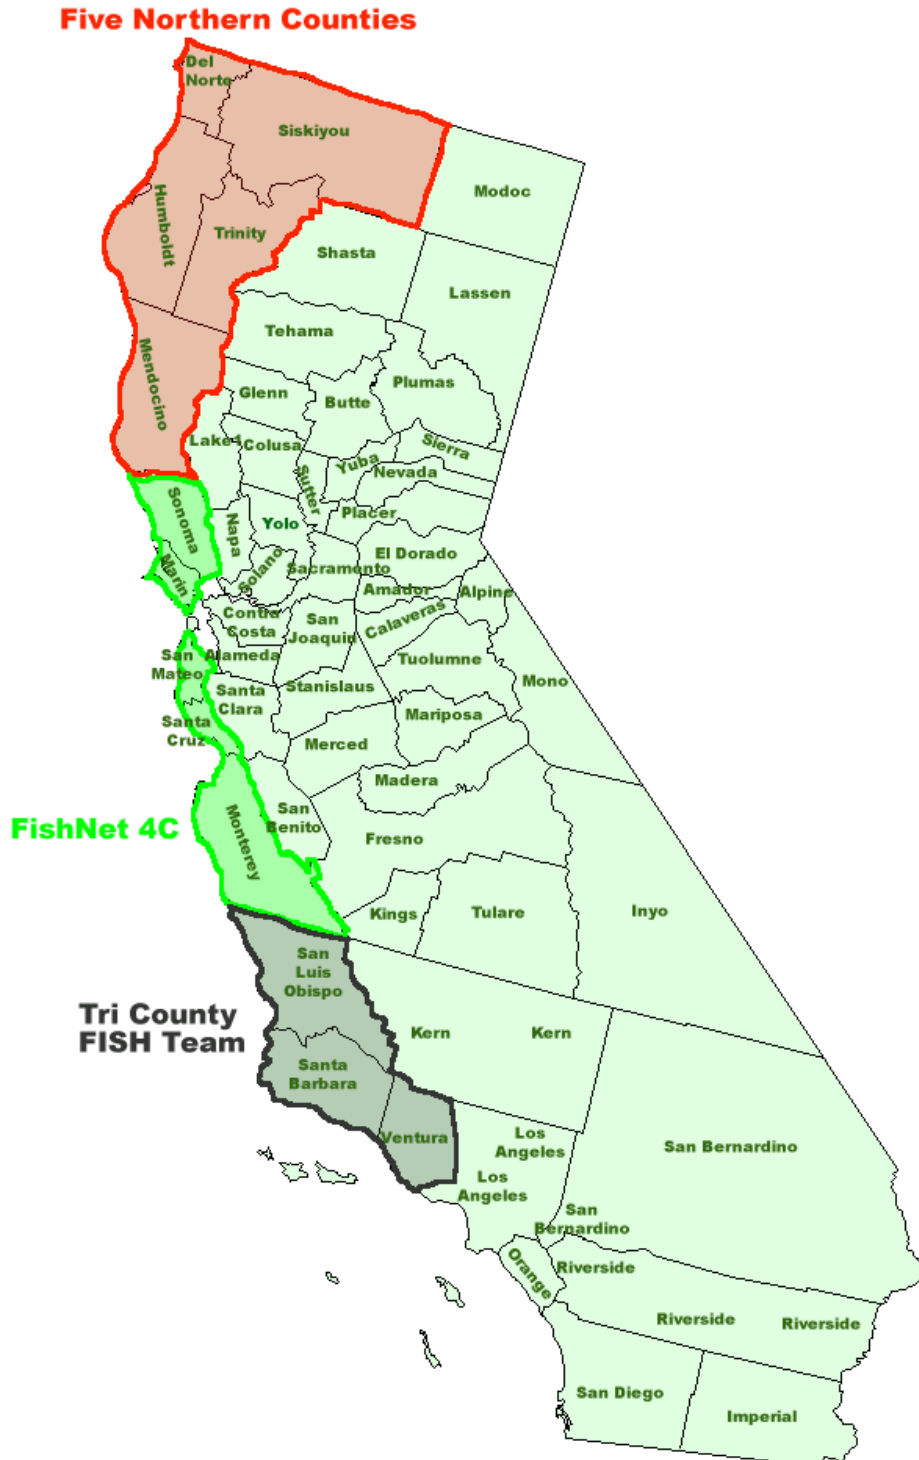 Five Northern Counties
Del
Norte
Siskiyou
Modoc
Humboldt
Trinity
Shasta
Lassen
Tehama
Mendocino
Plumas
Glenn
Butte
Lake
Colusa
Sierra
Yuba
Nevada
Sutter
Placer
Sonoma
Napa
Yolo
El Dorado
Solano
Sacramento
Marin
Amador
Alpine
Contra
Costa
San
Joaquin
Calaveras
Alameda
San
Mateo
Tuolumne
Santa
Clara
Stanislaus
Mono
Santa
Cruz
Mariposa
Merced
Madera
San
Benito
FishNet 4C
Monterey
Fresno
Kings
Tulare
Inyo
San
Luis
Obispo
Tri County
FISH Team
Kern
Kern
Santa
Barbara
Ventura
Los
Angeles
San Bernardino
Los
Angeles
San
Bernardino
Orange
Riverside
Riverside
Riverside
San Diego
Imperial